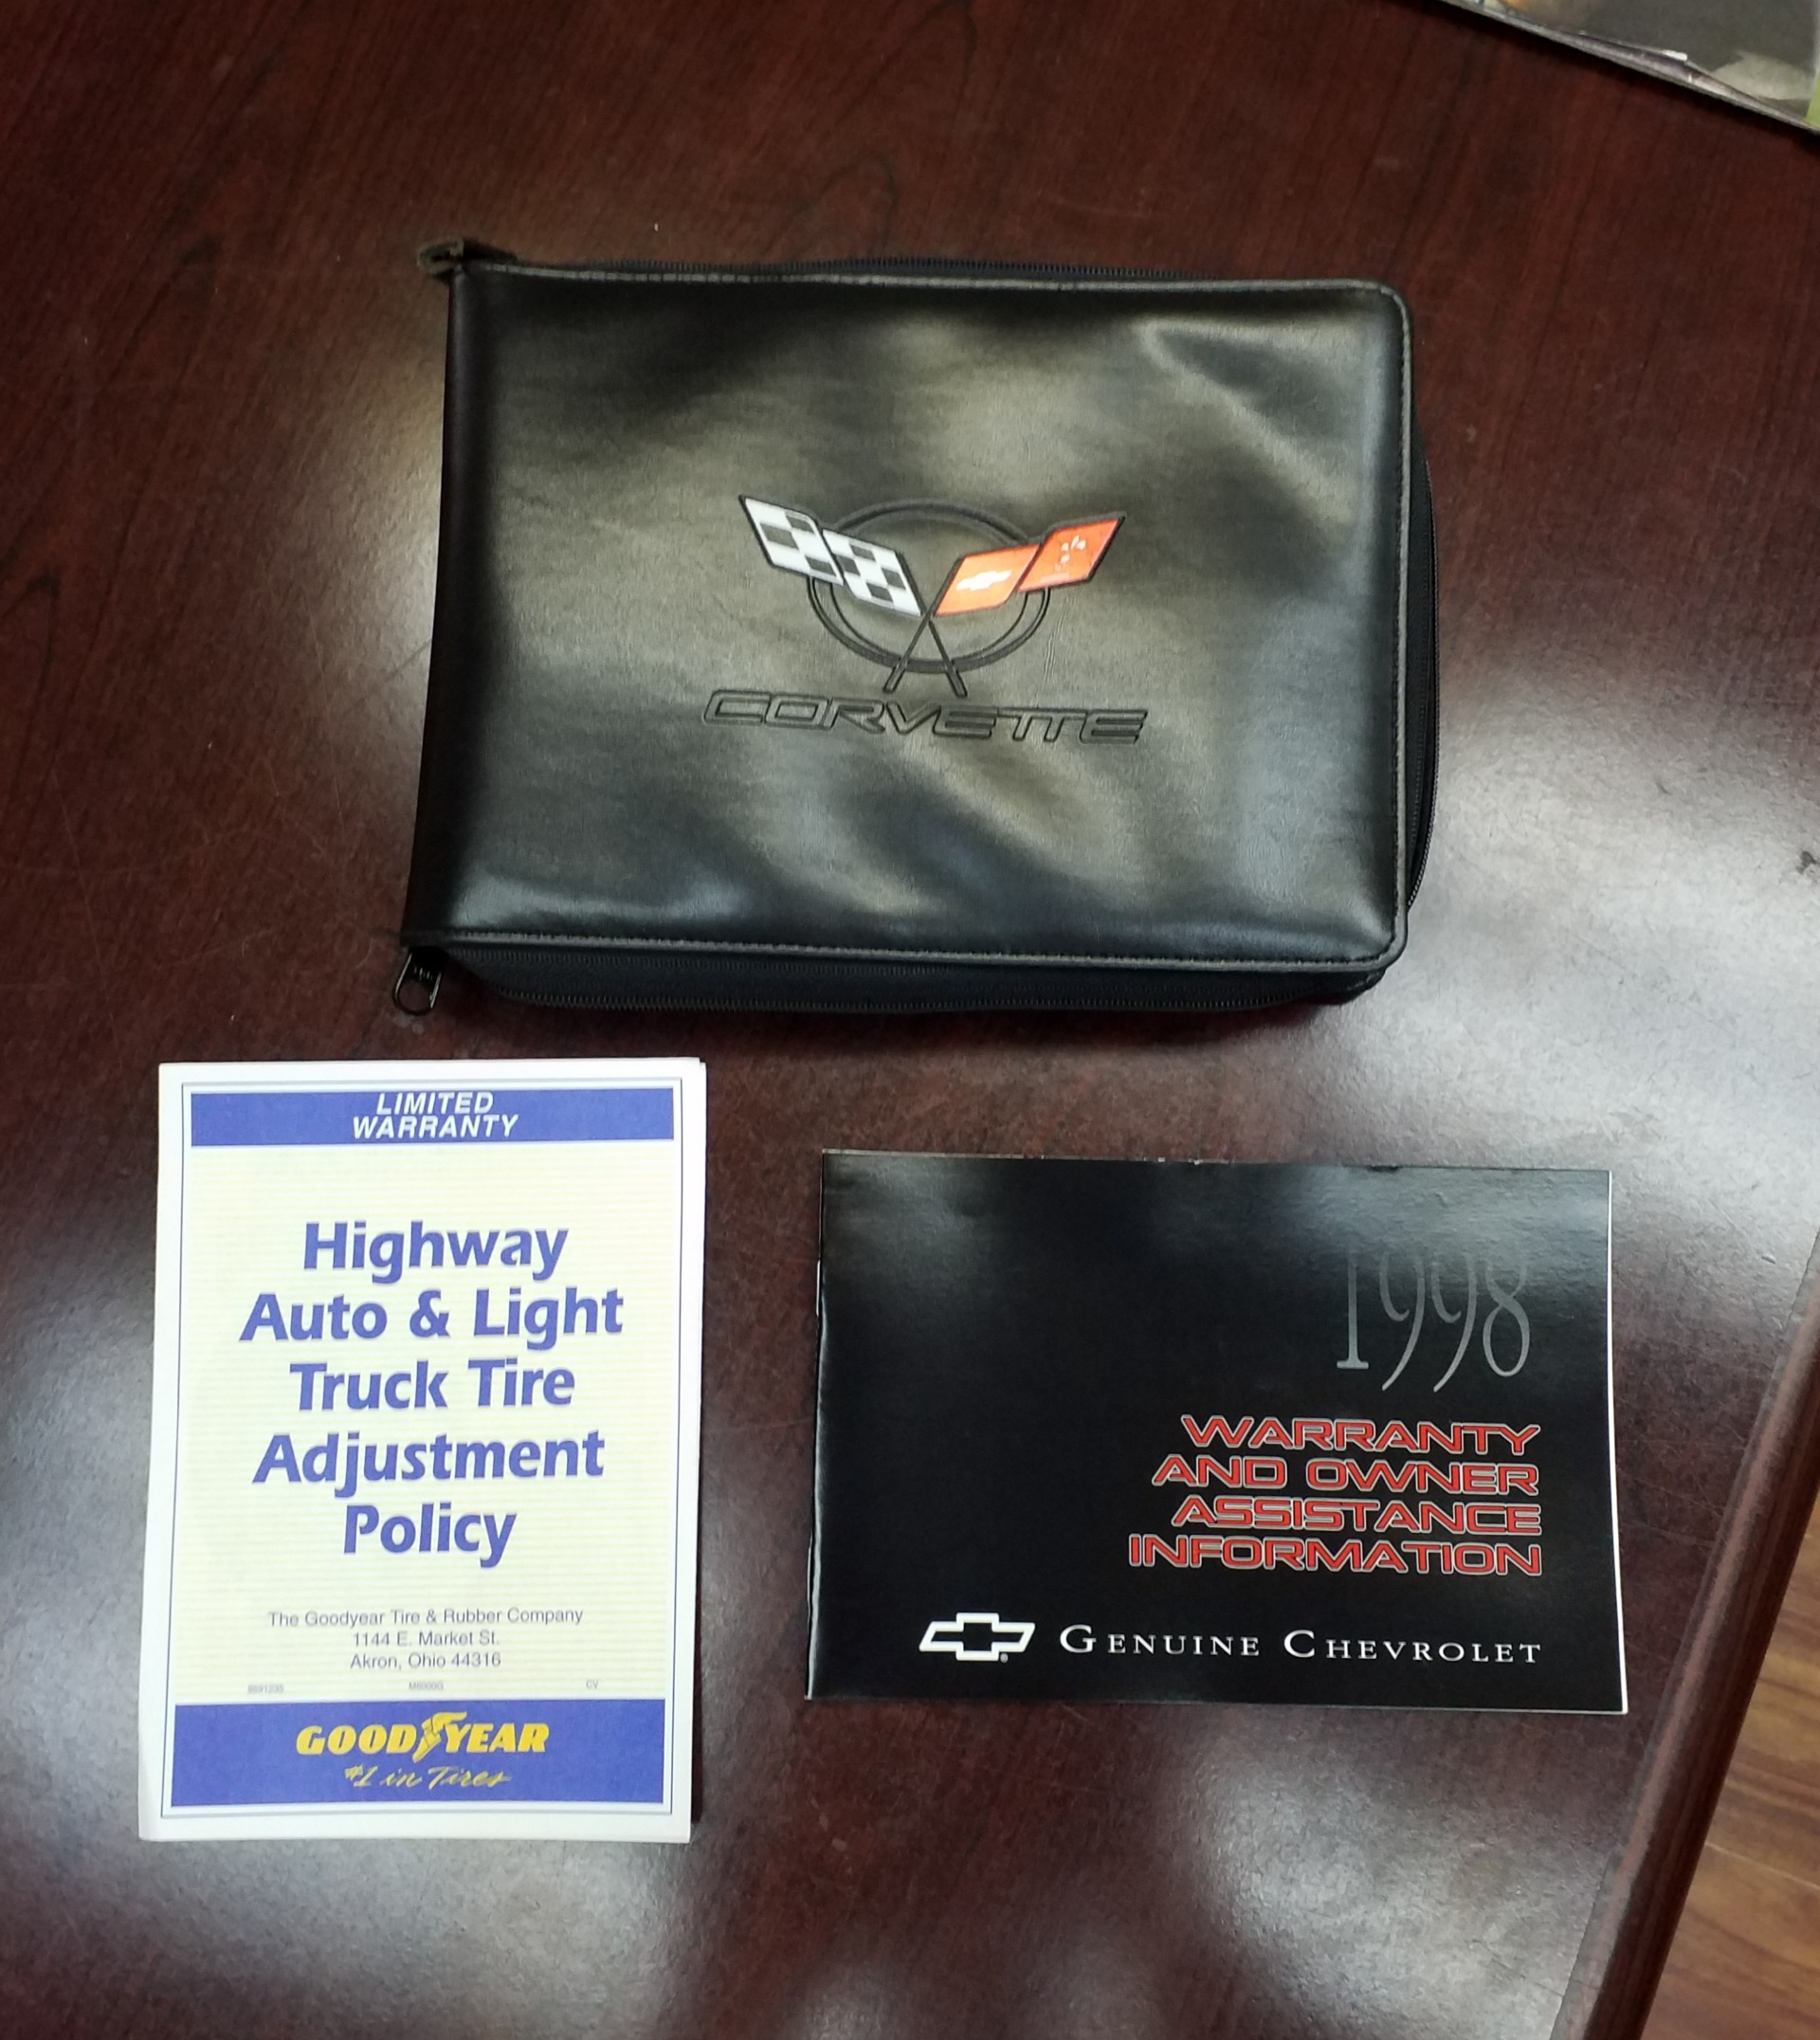 CORVETTE
LIMITED
WARRANTY
Highway
Auto & Light
Truck Tire
Adjustment
Policy
The Goodyear Tire & Rubber Company
1144 E. Market St.
Akron, Ohio 44316
CV
GOODYEAR
#1 in Tires
1998
WARRANTY
AND OWNER
ASSISTANCE
INFORMATION
GENUINE CHEVROLET